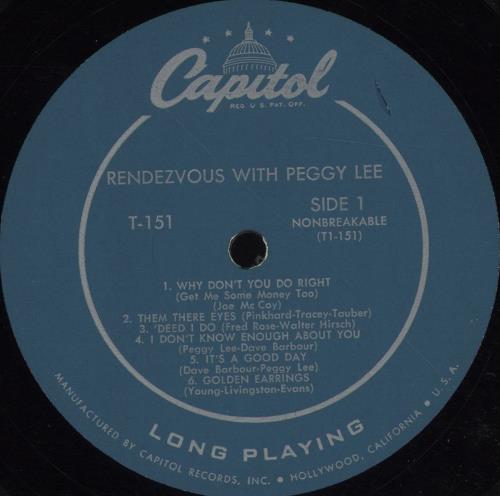 Capitol
REG. U.S. PAT. OFF.
RENDEZVOUS WITH PEGGY LEE
T-151
SIDE 1
NONBREAKABLE
(T1-151)
1. WHY DON'T YOU DO RIGHT
(Get Me Some Money Too)
(Joe Mc Coy)
2. THEM THERE EYES (Pinkhard-Tracey-Tauber)
3. 'DEED I DO (Fred Rose-Walter Hirsch)
4. I DON'T KNOW ENOUGH ABOUT YOU
(Peggy Lee-Dave Barbour)
5. IT'S A GOOD DAY
(Dave Barbour-Peggy Lee)
6. GOLDEN EARRINGS
(Young-Livingston-Evans)
LONG PLAYING
MANUFACTURED BY CAPITOL RECORDS, INC. • HOLLYWOOD, CALIFORNIA • U.S.A.